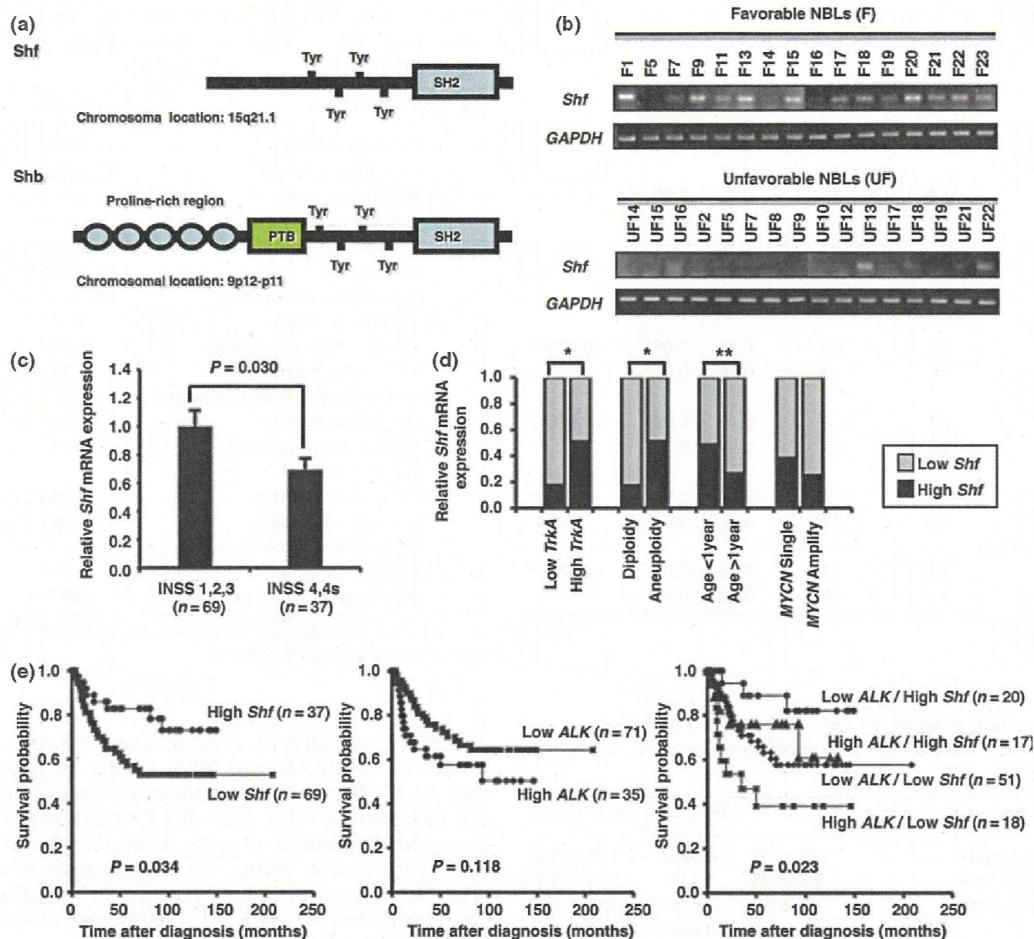 (a)
Shf
Tyr Tyr
SH2
Tyr Tyr
Chromosoma location: 15q21.1
Shb
Proline-rich region
Tyr Tyr
PTB
SH2
Tyr Tyr
Chromosomal location: 9p12-p11
(b)
Favorable NBLs (F)
F1 F5 F7 F9 F11 F13 F14 F15 F16 F17 F18 F19 F20 F21 F22 F23
Shf
GAPDH
Unfavorable NBLs (UF)
UF14 UF15 UF16 UF2 UF5 UF7 UF8 UF9 UF10 UF12 UF13 UF17 UF18 UF19 UF21 UF22
Shf
GAPDH
(c)
Relative Shf mRNA expression
1.4
1.2
1.0
0.8
0.6
0.4
0.2
0.0
P = 0.030
INSS 1,2,3
(n = 69)
INSS 4,4s
(n = 37)
(d)
Relative Shf mRNA
expression
1
0.8
0.6
0.4
0.2
0
* * **
Low TrkA
High TrkA
Diploidy
Aneuploidy
Age <1year
Age >1year
MYCN Single
MYCN Amplify
Low Shf
High Shf
(e)
Survival probability
1.0
0.8
0.6
0.4
0.2
0.0
High Shf (n = 37)
Low Shf (n = 69)
P = 0.034
0 50 100 150 200 250
Time after diagnosis (months)
Survival probability
1.0
0.8
0.6
0.4
0.2
0.0
Low ALK (n = 71)
High ALK (n = 35)
P = 0.118
0 50 100 150 200 250
Time after diagnosis (months)
Survival probability
1.0
0.8
0.6
0.4
0.2
0.0
Low ALK / High Shf (n = 20)
High ALK / High Shf (n = 17)
Low ALK / Low Shf (n = 51)
High ALK / Low Shf (n = 18)
P = 0.023
0 50 100 150 200 250
Time after diagnosis (months)